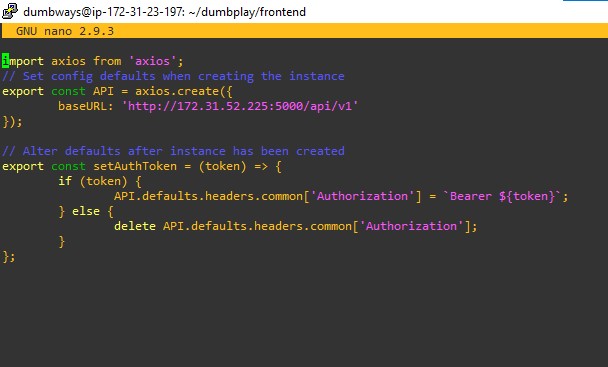 dumbways@ip-172-31-23-197: ~/dumbplay/frontend
GNU nano 2.9.3
import axios from 'axios';
// Set config defaults when creating the instance
export const API = axios.create({
        baseURL: 'http://172.31.52.225:5000/api/v1'
});
// Alter defaults after instance has been created
export const setAuthToken = (token) => {
        if (token) {
                API.defaults.headers.common['Authorization'] = `Bearer ${token}`;
        } else {
                delete API.defaults.headers.common['Authorization'];
        }
};